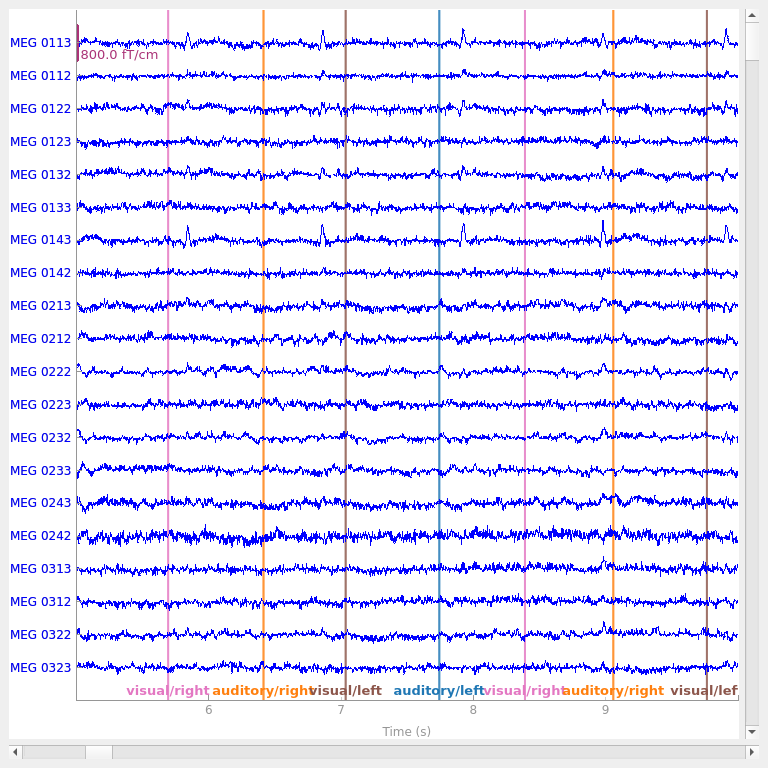 MEG 0113
800.0 fT/cm
MEG 0112
MEG 0122
MEG 0123
MEG 0132
MEG 0133
MEG 0143
MEG 0142
MEG 0213
MEG 0212
MEG 0222
MEG 0223
MEG 0232
MEG 0233
MEG 0243
MEG 0242
MEG 0313
MEG 0312
MEG 0322
MEG 0323
visual/right auditory/right visual/left auditory/left visual/right auditory/right visual/lef
6 7 8 9
Time (s)